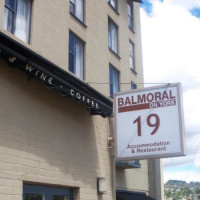 & WINE • COFFEE
BALMORAL
ON YORK
19
Accommodation
& Restaurant